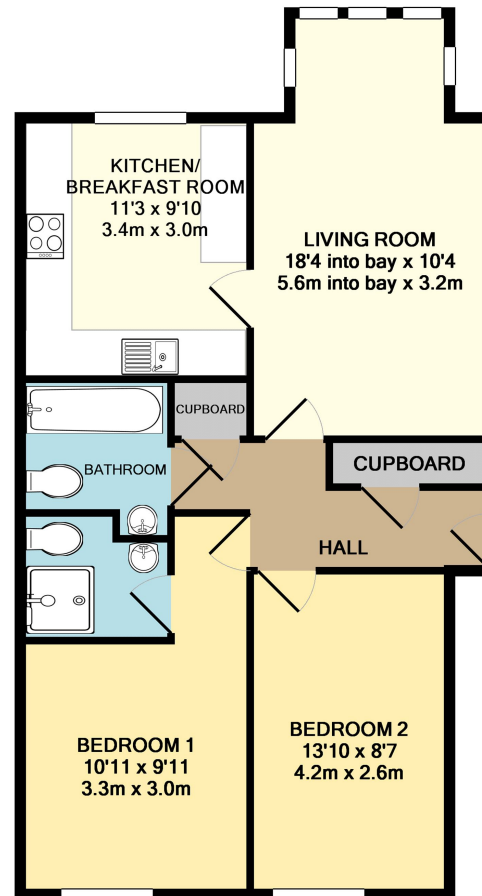 KITCHEN/
BREAKFAST ROOM
11'3 x 9'10
3.4m x 3.0m
LIVING ROOM
18'4 into bay x 10'4
5.6m into bay x 3.2m
CUPBOARD
BATHROOM
CUPBOARD
HALL
BEDROOM 1
10'11 x 9'11
3.3m x 3.0m
BEDROOM 2
13'10 x 8'7
4.2m x 2.6m